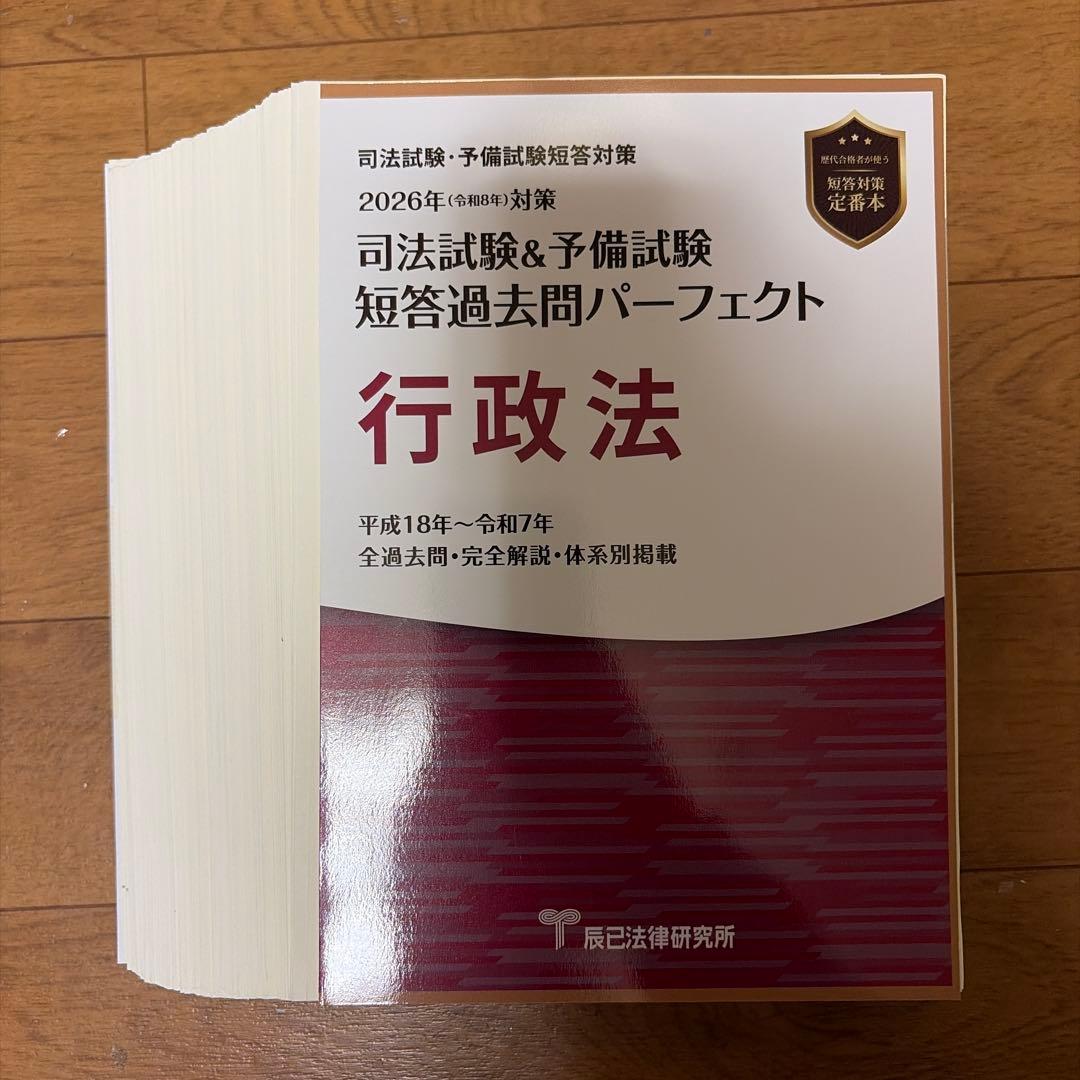 司法試験・予備試験短答対策
2026年(令和8年)対策
司法試験&予備試験
短答過去問パーフェクト
行政法
平成18年~令和7年
全過去問・完全解説・体系別掲載
歴代合格者が使う
短答対策
定番本
辰已法律研究所